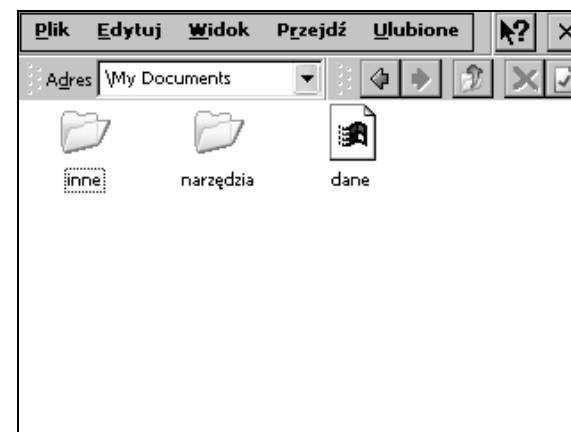 Plik Edytuj Widok Przejdź Ulubione
Adres \My Documents
inne narzędzia dane